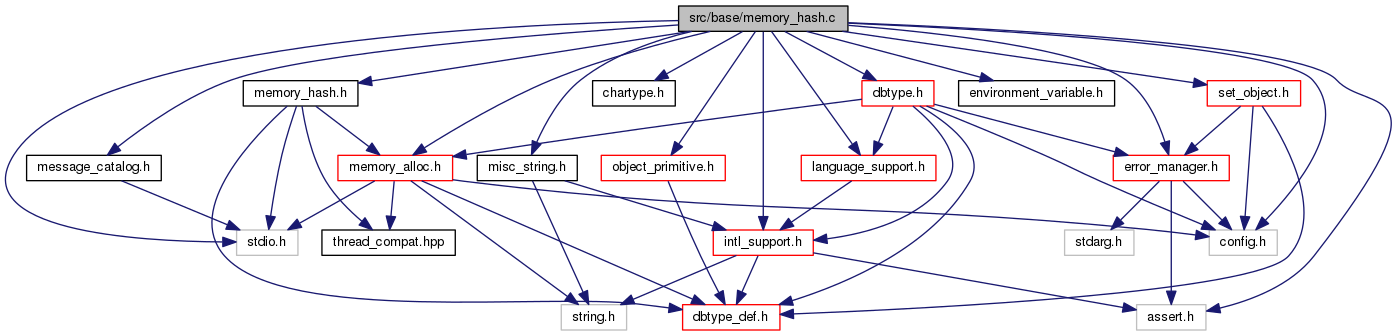 src/base/memory_hash.c
memory_hash.h
chartype.h
dbtype.h
environment_variable.h
set_object.h
message_catalog.h
memory_alloc.h
misc_string.h
object_primitive.h
language_support.h
error_manager.h
stdio.h
thread_compat.hpp
intl_support.h
stdarg.h
config.h
string.h
dbtype_def.h
assert.h